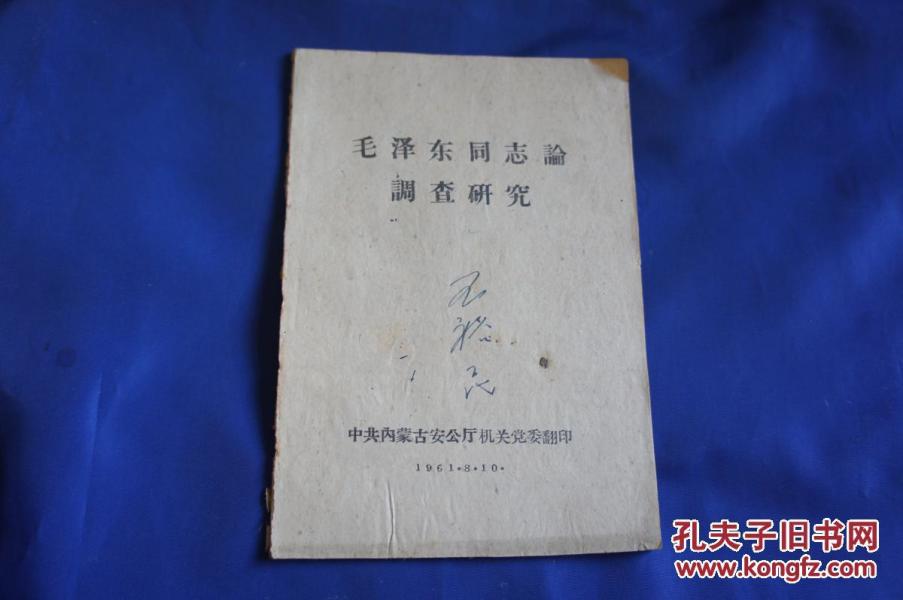 毛泽东同志論
調查研究
中共內蒙古安公厅机关党委翻印
1961·8·10·
孔夫子旧书网
www.kongfz.com